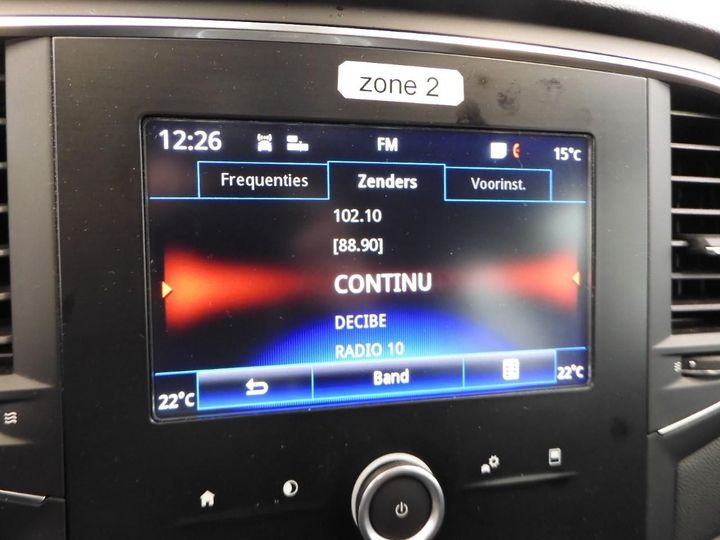 zone 2
12:26 FM 15°C
Frequenties Zenders Voorinst.
102.10
[88.90]
CONTINU
DECIBE
RADIO 10
22°C Band 22°C